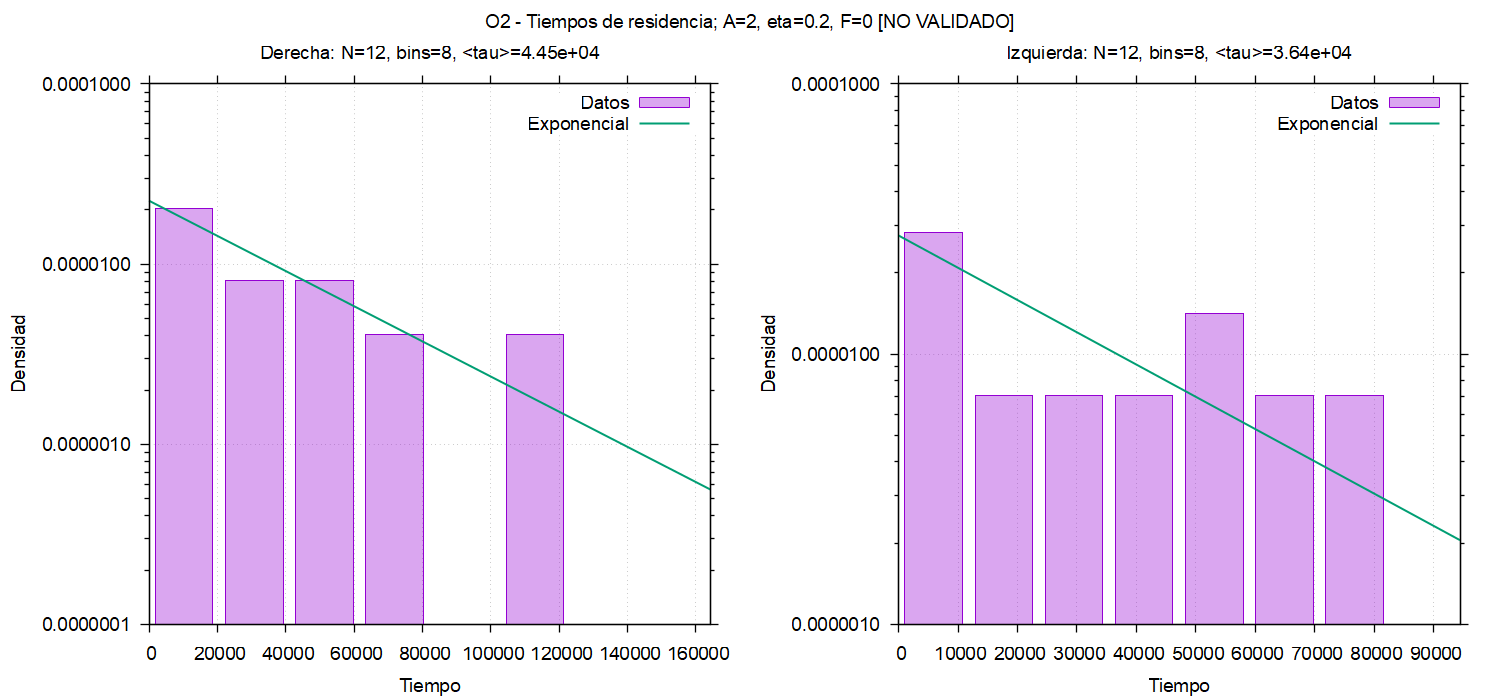 O2 - Tiempos de residencia; A=2, eta=0.2, F=0 [NO VALIDADO]
Derecha: N=12, bins=8, <tau>=4.45e+04
Datos
Exponencial
0.0001000
0.0000100
0.0000010
0.0000001
Densidad
0 20000 40000 60000 80000 100000 120000 140000 160000
Tiempo
Izquierda: N=12, bins=8, <tau>=3.64e+04
Datos
Exponencial
0.0001000
0.0000100
0.0000010
Densidad
0 10000 20000 30000 40000 50000 60000 70000 80000 90000
Tiempo